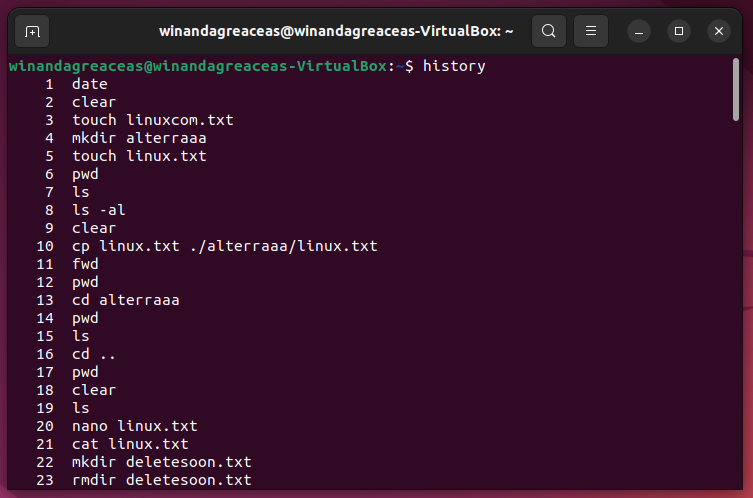 winandagreaceas@winandagreaceas-VirtualBox: ~
winandagreaceas@winandagreaceas-VirtualBox:~$ history
1 date
2 clear
3 touch linuxcom.txt
4 mkdir alterraaa
5 touch linux.txt
6 pwd
7 ls
8 ls -al
9 clear
10 cp linux.txt ./alterraaa/linux.txt
11 fwd
12 pwd
13 cd alterraaa
14 pwd
15 ls
16 cd ..
17 pwd
18 clear
19 ls
20 nano linux.txt
21 cat linux.txt
22 mkdir deletesoon.txt
23 rmdir deletesoon.txt